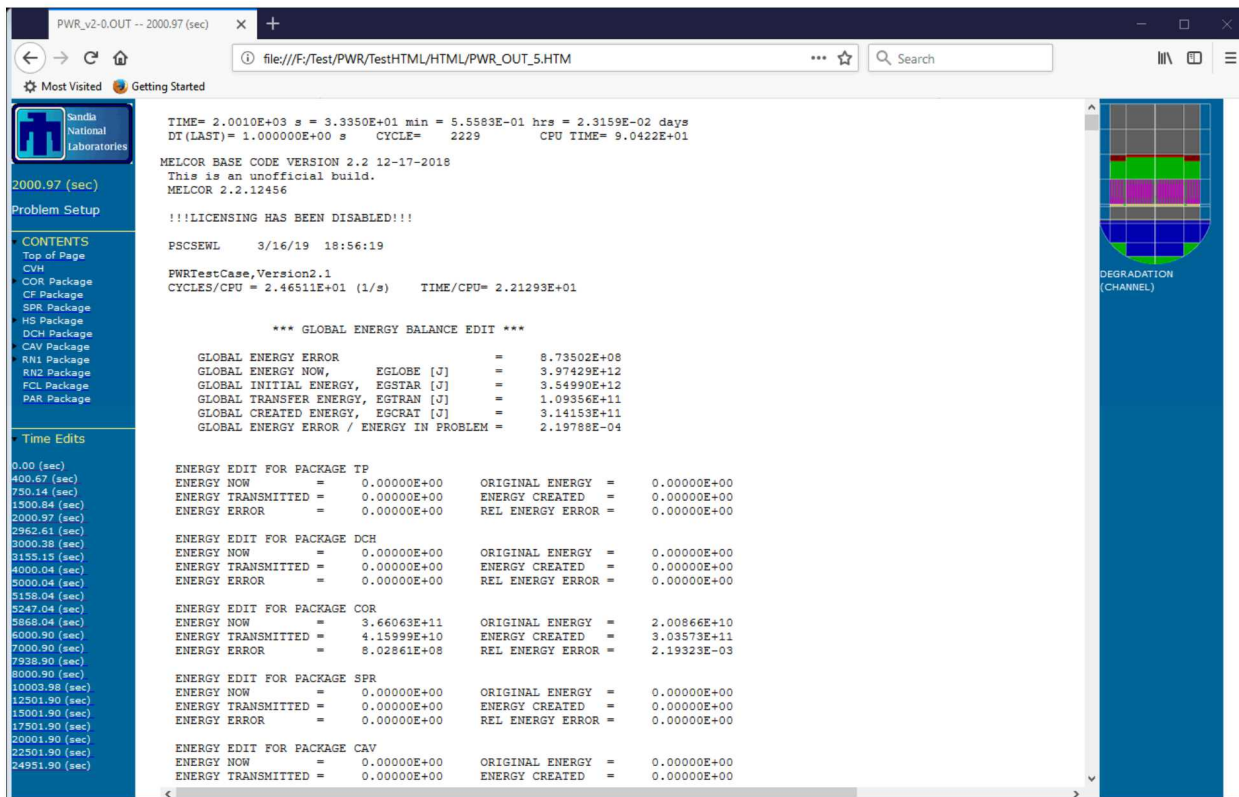 PWR_v2-0.OUT -- 2000.97 (sec)
file:///F:/Test/PWR/TestHTML/HTML/PWR_OUT_5.HTM
Search
Most Visited
Getting Started
Sandia
National
Laboratories
2000.97 (sec)
Problem Setup
CONTENTS
Top of Page
CVH
COR Package
CF Package
SPR Package
HS Package
DCH Package
CAV Package
RN1 Package
RN2 Package
FCL Package
PAR Package
Time Edits
0.00 (sec)
400.67 (sec)
750.14 (sec)
1500.84 (sec)
2000.97 (sec)
2962.61 (sec)
3000.38 (sec)
3155.15 (sec)
4000.04 (sec)
5000.04 (sec)
5158.04 (sec)
5247.04 (sec)
5868.04 (sec)
6000.90 (sec)
7000.90 (sec)
7938.90 (sec)
8000.90 (sec)
10003.98 (sec)
12501.90 (sec)
15001.90 (sec)
17501.90 (sec)
20001.90 (sec)
22501.90 (sec)
24951.90 (sec)
TIME= 2.0010E+03 s = 3.3350E+01 min = 5.5583E-01 hrs = 2.3159E-02 days
DT(LAST)= 1.000000E+00 s CYCLE= 2229 CPU TIME= 9.0422E+01
MELCOR BASE CODE VERSION 2.2 12-17-2018
This is an unofficial build.
MELCOR 2.2.12456
!!!LICENSING HAS BEEN DISABLED!!!
PSCSEWL 3/16/19 18:56:19
PWRTestCase,Version2.1
CYCLES/CPU = 2.46511E+01 (1/s) TIME/CPU= 2.21293E+01
*** GLOBAL ENERGY BALANCE EDIT ***
GLOBAL ENERGY ERROR = 8.73502E+08
GLOBAL ENERGY NOW, EGLOBE [J] = 3.97429E+12
GLOBAL INITIAL ENERGY, EGSTAR [J] = 3.54990E+12
GLOBAL TRANSFER ENERGY, EGTRAN [J] = 1.09356E+11
GLOBAL CREATED ENERGY, EGCRAT [J] = 3.14153E+11
GLOBAL ENERGY ERROR / ENERGY IN PROBLEM = 2.19788E-04
ENERGY EDIT FOR PACKAGE TP
ENERGY NOW = 0.00000E+00 ORIGINAL ENERGY = 0.00000E+00
ENERGY TRANSMITTED = 0.00000E+00 ENERGY CREATED = 0.00000E+00
ENERGY ERROR = 0.00000E+00 REL ENERGY ERROR = 0.00000E+00
ENERGY EDIT FOR PACKAGE DCH
ENERGY NOW = 0.00000E+00 ORIGINAL ENERGY = 0.00000E+00
ENERGY TRANSMITTED = 0.00000E+00 ENERGY CREATED = 0.00000E+00
ENERGY ERROR = 0.00000E+00 REL ENERGY ERROR = 0.00000E+00
ENERGY EDIT FOR PACKAGE COR
ENERGY NOW = 3.66063E+11 ORIGINAL ENERGY = 2.00866E+10
ENERGY TRANSMITTED = 4.15999E+10 ENERGY CREATED = 3.03573E+11
ENERGY ERROR = 8.02861E+08 REL ENERGY ERROR = 2.19323E-03
ENERGY EDIT FOR PACKAGE SPR
ENERGY NOW = 0.00000E+00 ORIGINAL ENERGY = 0.00000E+00
ENERGY TRANSMITTED = 0.00000E+00 ENERGY CREATED = 0.00000E+00
ENERGY ERROR = 0.00000E+00 REL ENERGY ERROR = 0.00000E+00
ENERGY EDIT FOR PACKAGE CAV
ENERGY NOW = 0.00000E+00 ORIGINAL ENERGY = 0.00000E+00
ENERGY TRANSMITTED = 0.00000E+00 ENERGY CREATED = 0.00000E+00
DEGRADATION
(CHANNEL)